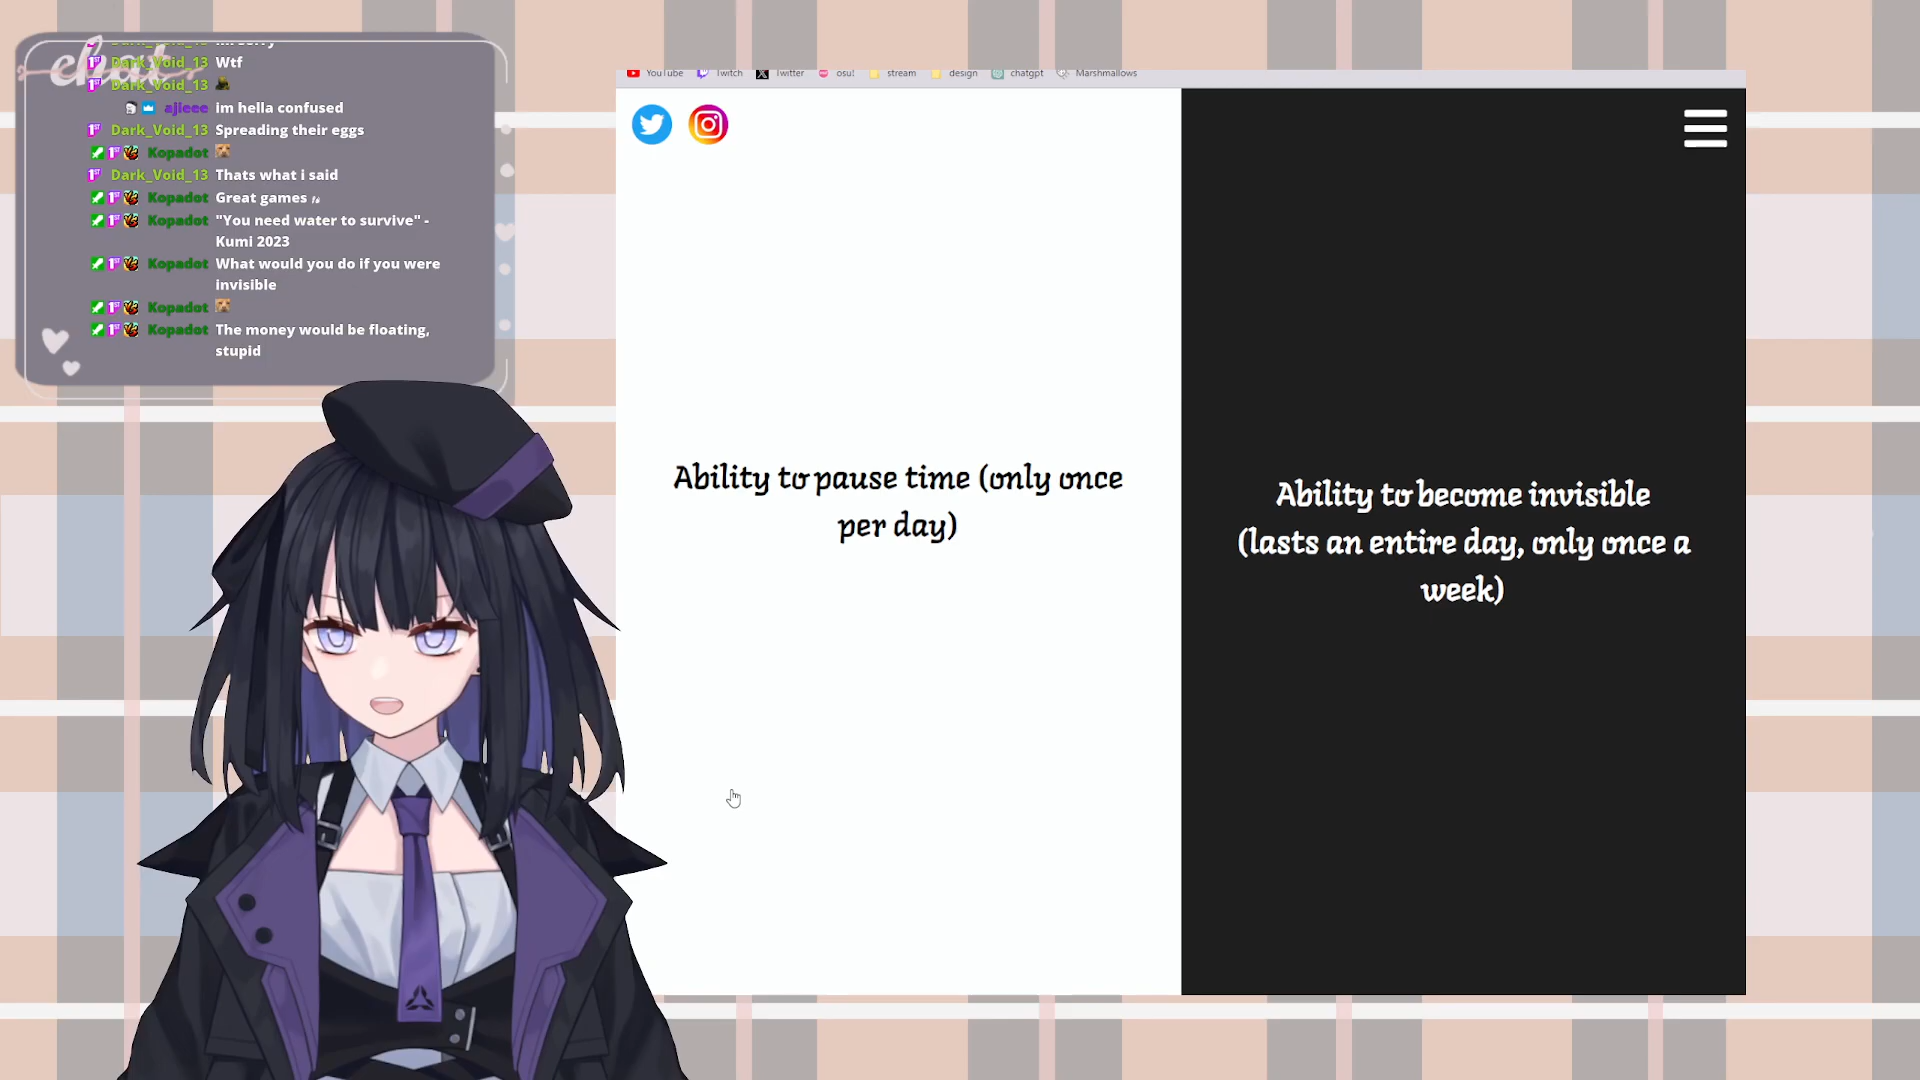 chat
Dark_Void_13 Wtf
Dark_Void_13
ajieee im hella confused
Dark_Void_13 Spreading their eggs
Kopadot
Dark_Void_13 Thats what i said
Kopadot Great games
Kopadot "You need water to survive" -
Kumi 2023
Kopadot What would you do if you were
invisible
Kopadot
Kopadot The money would be floating,
stupid
YouTube Twitch Twitter osu! stream design chatgpt Marshmallows
Ability to pause time (only once
per day)
Ability to become invisible
(lasts an entire day, only once a
week)